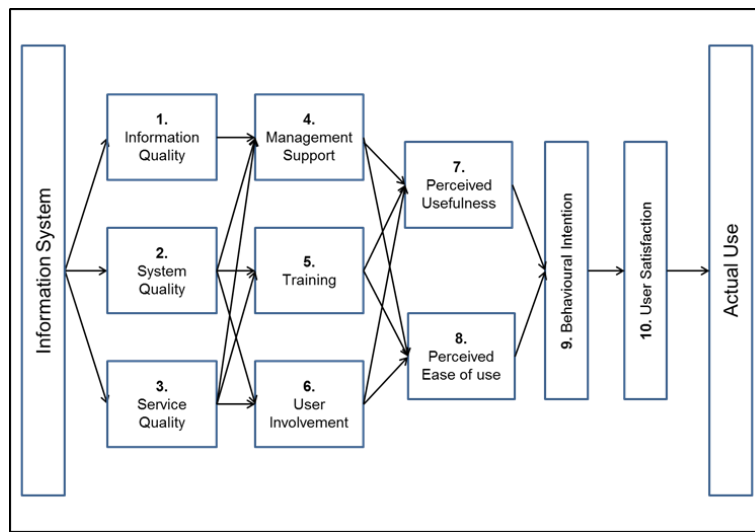 Information System
1.
Information
Quality
2.
System
Quality
3.
Service
Quality
4.
Management
Support
5.
Training
6.
User
Involvement
7.
Perceived
Usefulness
8.
Perceived
Ease of use
9. Behavioural Intention
10. User Satisfaction
Actual Use